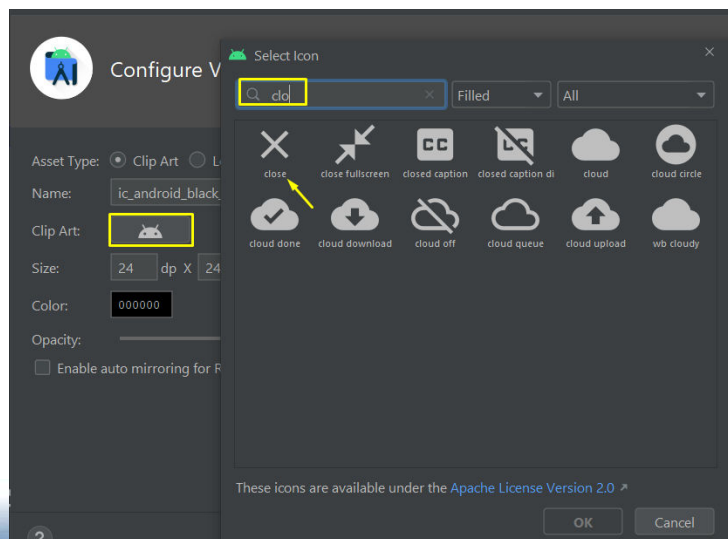 Select Icon
Configure V
clo
Filled
All
Asset Type: Clip Art L
Name: ic_android_black_
Clip Art:
Size: 24 dp X 24
Color: 000000
Opacity:
Enable auto mirroring for R
CC
close
close fullscreen
closed caption
closed caption di
cloud
cloud circle
cloud done
cloud download
cloud off
cloud queue
cloud upload
wb cloudy
These icons are available under the Apache License Version 2.0
?
OK
Cancel